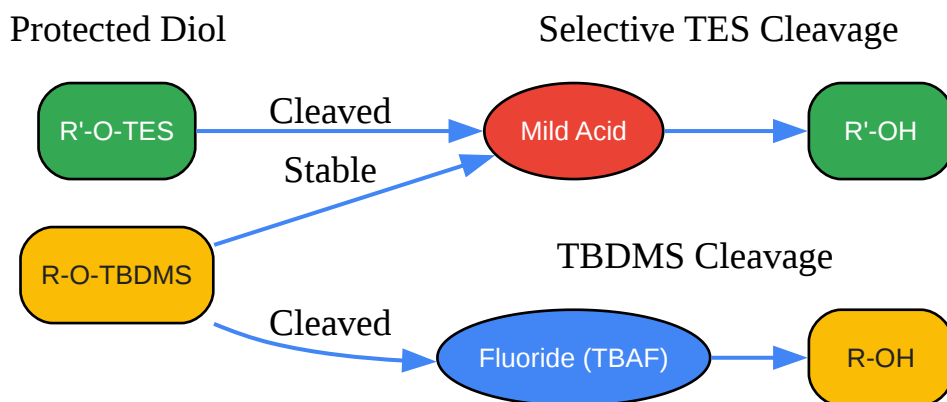 Protected Diol
Selective TES Cleavage
R'-O-TES
Cleaved
Mild Acid
R'-OH
Stable
R-O-TBDMS
TBDMS Cleavage
Cleaved
Fluoride (TBAF)
R-OH